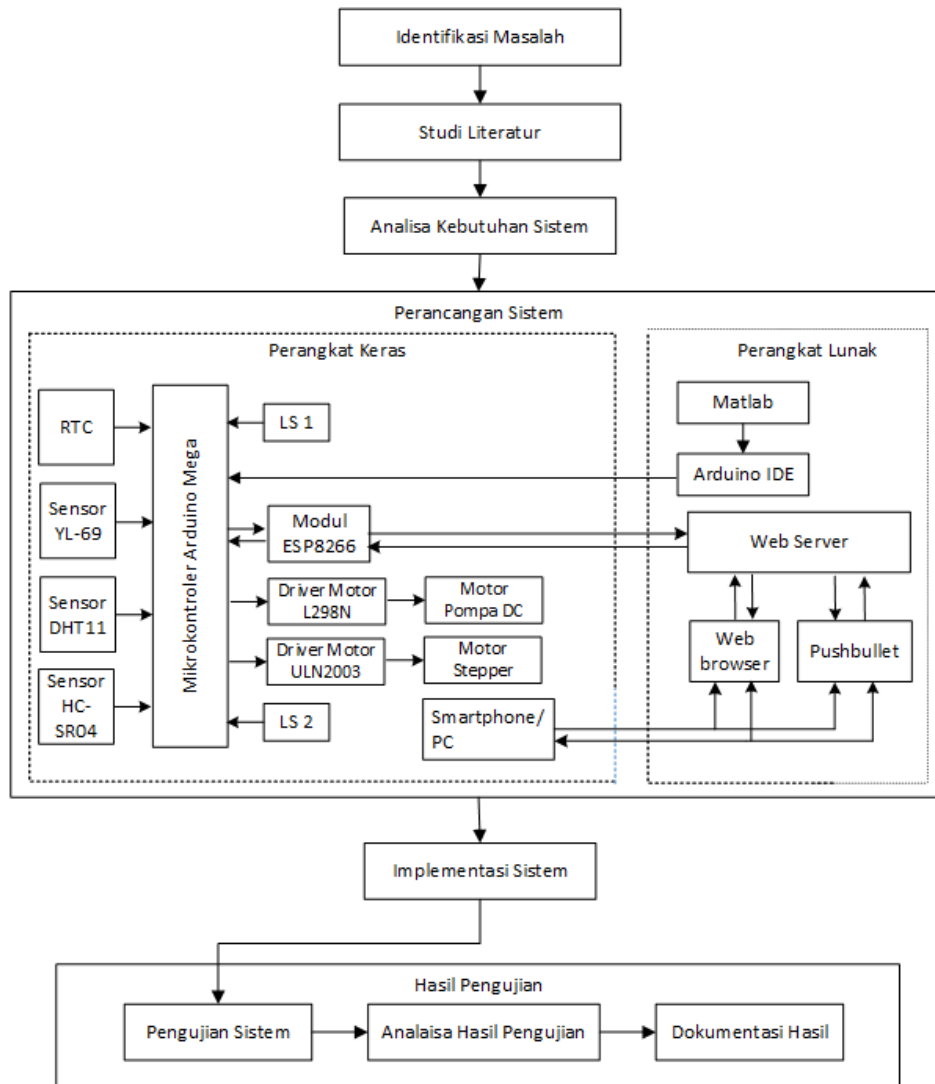 Identifikasi Masalah
Studi Literatur
Analisa Kebutuhan Sistem
Perancangan Sistem
Perangkat Keras
RTC
Sensor
YL-69
Sensor
DHT11
Sensor
HC-
SR04
Mikrokontroler Arduino Mega
LS 1
Modul
ESP8266
Driver Motor
L298N
Motor
Pompa DC
Driver Motor
ULN2003
Motor
Stepper
LS 2
Smartphone/
PC
Perangkat Lunak
Matlab
Arduino IDE
Web Server
Web
browser
Pushbullet
Implementasi Sistem
Hasil Pengujian
Pengujian Sistem
Analaisa Hasil Pengujian
Dokumentasi Hasil